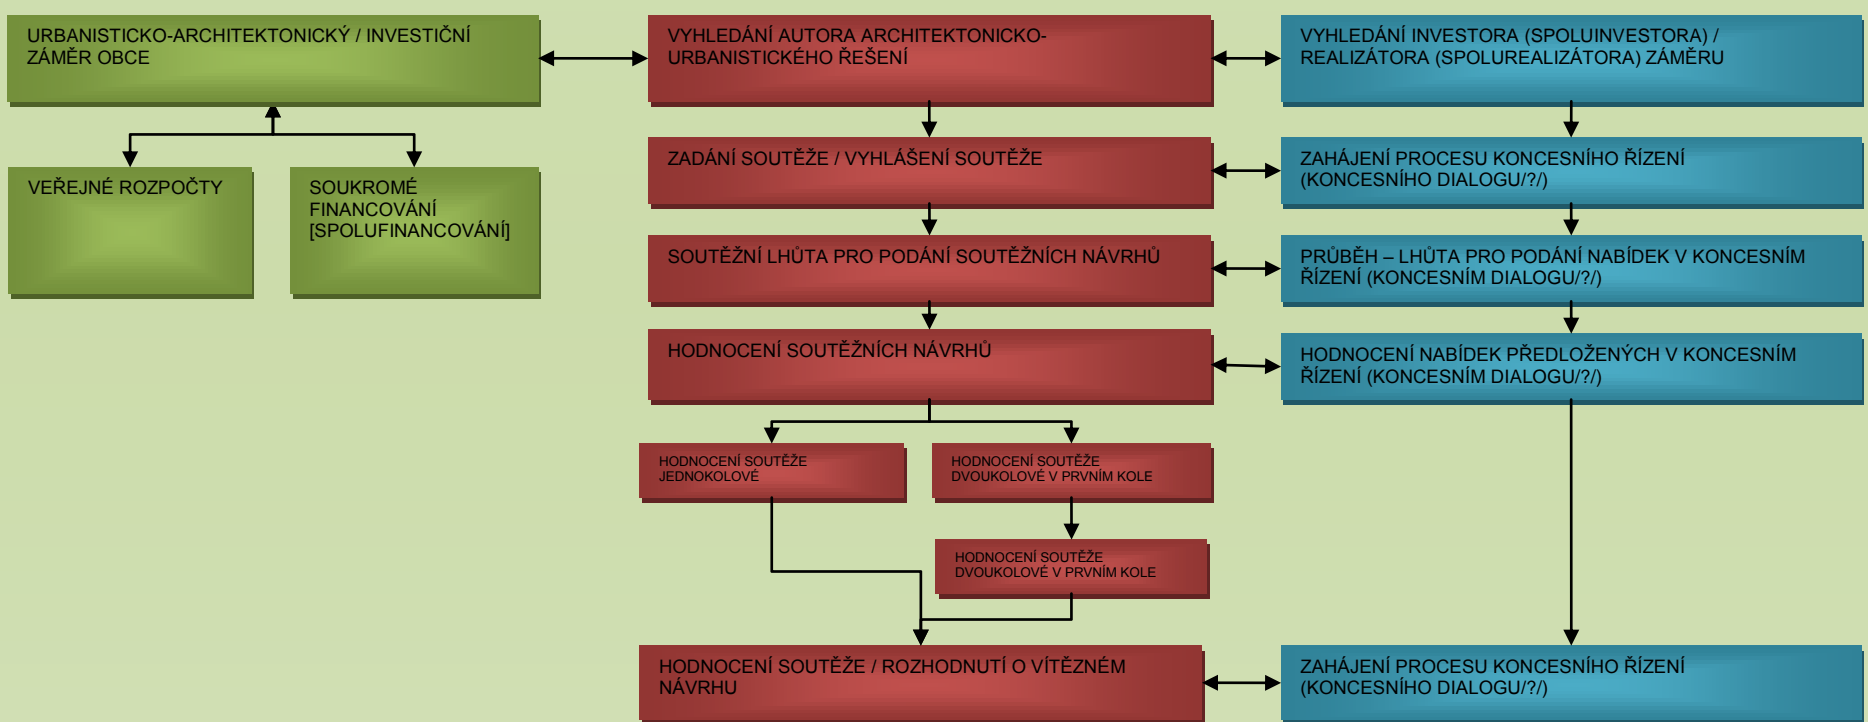 URBANISTICKO-ARCHITEKTONICKÝ / INVESTIČNÍ
ZÁMĚR OBCE
VEŘEJNÉ ROZPOČTY
SOUKROMÉ
FINANCOVÁNÍ
[SPOLUFINANCOVÁNÍ]
VYHLEDÁNÍ AUTORA ARCHITEKTONICKO-
URBANISTICKÉHO ŘEŠENÍ
ZADÁNÍ SOUTĚŽE / VYHLÁŠENÍ SOUTĚŽE
SOUTĚŽNÍ LHŮTA PRO PODÁNÍ SOUTĚŽNÍCH NÁVRHŮ
HODNOCENÍ SOUTĚŽNÍCH NÁVRHŮ
HODNOCENÍ SOUTĚŽE
JEDNOKOLOVÉ
HODNOCENÍ SOUTĚŽE
DVOUKOLOVÉ V PRVNÍM KOLE
HODNOCENÍ SOUTĚŽE
DVOUKOLOVÉ V PRVNÍM KOLE
HODNOCENÍ SOUTĚŽE / ROZHODNUTÍ O VÍTĚZNÉM
NÁVRHU
VYHLEDÁNÍ INVESTORA (SPOLUINVESTORA) /
REALIZÁTORA (SPOLUREALIZÁTORA) ZÁMĚRU
ZAHÁJENÍ PROCESU KONCESNÍHO ŘÍZENÍ
(KONCESNÍHO DIALOGU/?/)
PRŮBĚH – LHŮTA PRO PODÁNÍ NABÍDEK V KONCESNÍM
ŘÍZENÍ (KONCESNÍM DIALOGU/?/)
HODNOCENÍ NABÍDEK PŘEDLOŽENÝCH V KONCESNÍM
ŘÍZENÍ (KONCESNÍM DIALOGU/?/)
ZAHÁJENÍ PROCESU KONCESNÍHO ŘÍZENÍ
(KONCESNÍHO DIALOGU/?/)